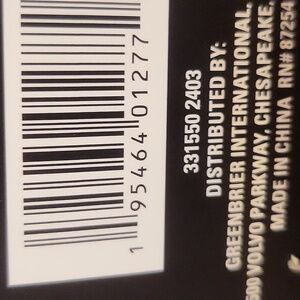 1 95464 01277
331550 2403
DISTRIBUTED BY:
GREENBRIER INTERNATIONAL,
500 VOLVO PARKWAY, CHESAPEAKE,
MADE IN CHINA RN# 87254